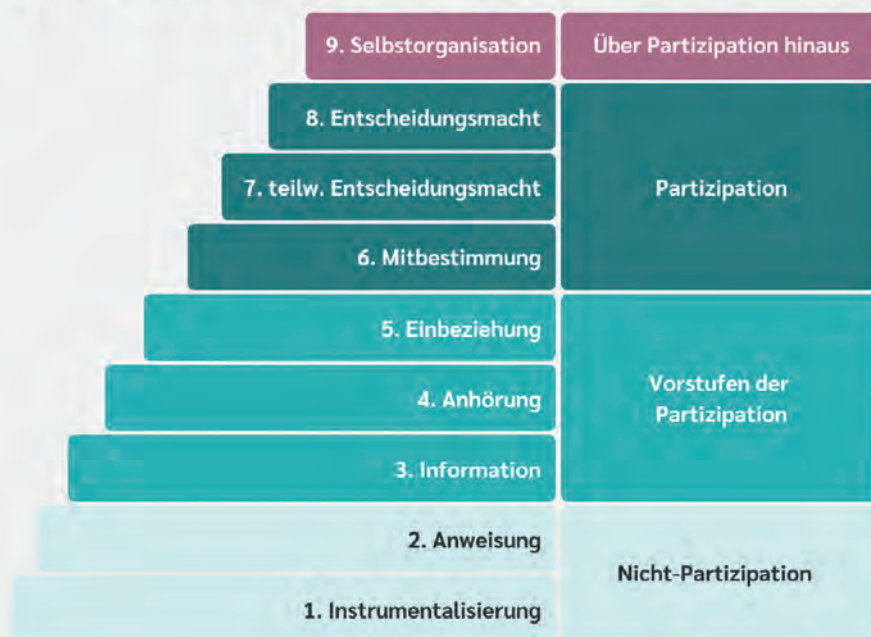 9. Selbstorganisation
Über Partizipation hinaus
8. Entscheidungsmacht
7. teilw. Entscheidungsmacht
6. Mitbestimmung
Partizipation
5. Einbeziehung
4. Anhörung
3. Information
Vorstufen der
Partizipation
2. Anweisung
1. Instrumentalisierung
Nicht-Partizipation